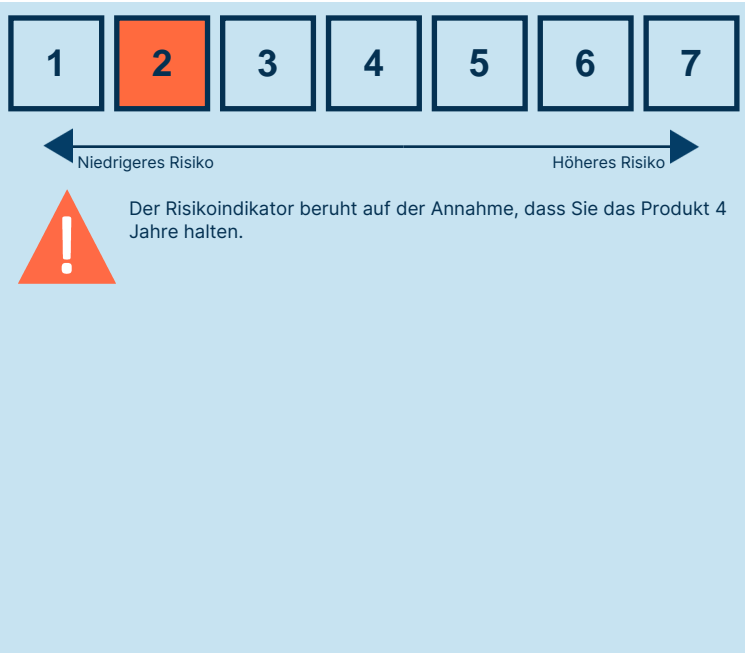 1 2 3 4 5 6 7
Niedrigeres Risiko Höheres Risiko
Der Risikoindikator beruht auf der Annahme, dass Sie das Produkt 4
Jahre halten.
!